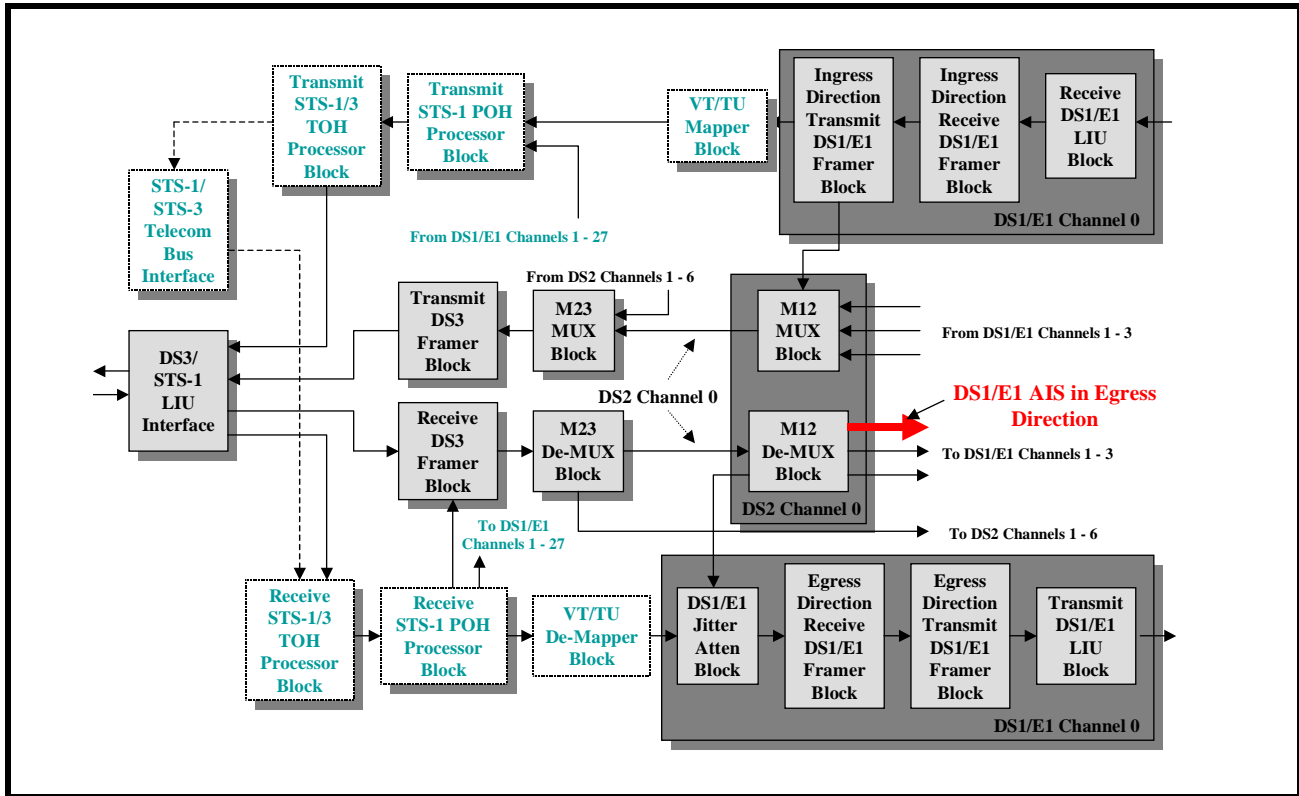 Transmit
STS-1/3
TOH
Processor
Block
Transmit
STS-1 POH
Processor
Block
VT/TU
Mapper
Block
Ingress
Direction
Transmit
DS1/E1
Framer
Block
Ingress
Direction
Receive
DS1/E1
Framer
Block
Receive
DS1/E1
LIU
Block
DS1/E1 Channel 0
STS-1/
STS-3
Telecom
Bus
Interface
From DS1/E1 Channels 1 - 27
From DS2 Channels 1 - 6
Transmit
DS3
Framer
Block
M23
MUX
Block
M12
MUX
Block
From DS1/E1 Channels 1 - 3
DS3/
STS-1
LIU
Interface
DS2 Channel 0
DS1/E1 AIS in Egress
Direction
Receive
DS3
Framer
Block
M23
De-MUX
Block
M12
De-MUX
Block
To DS1/E1 Channels 1 - 3
DS2 Channel 0
To DS1/E1
Channels 1 - 27
To DS2 Channels 1 - 6
Receive
STS-1/3
TOH
Processor
Block
Receive
STS-1 POH
Processor
Block
VT/TU
De-Mapper
Block
DS1/E1
Jitter
Atten
Block
Egress
Direction
Receive
DS1/E1
Framer
Block
Egress
Direction
Transmit
DS1/E1
Framer
Block
Transmit
DS1/E1
LIU
Block
DS1/E1 Channel 0